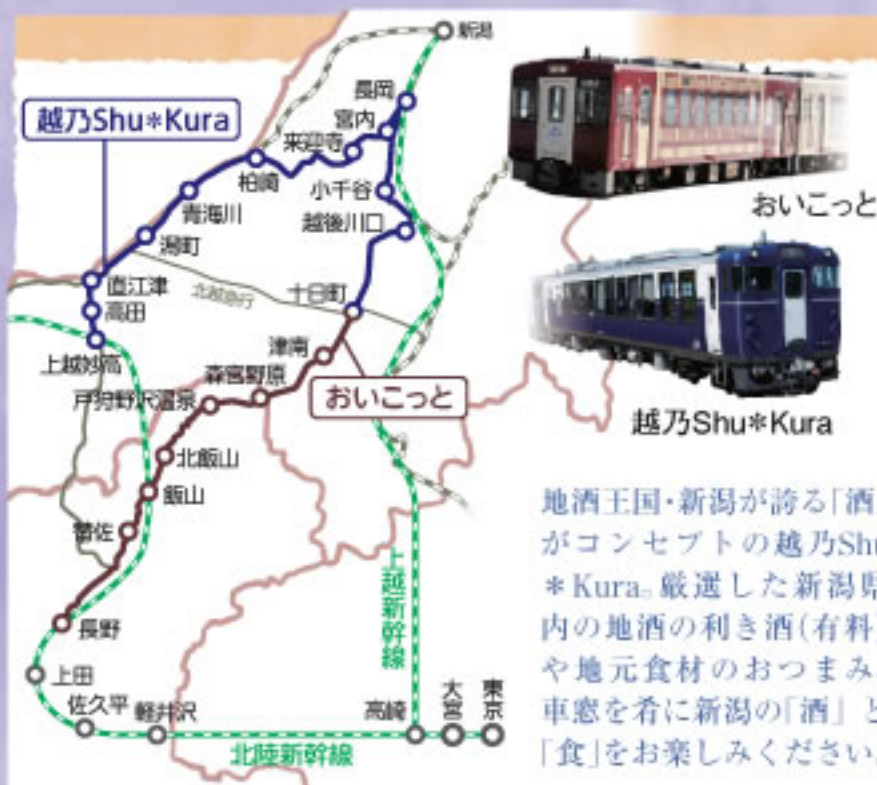 新潟
長岡
越乃Shu*Kura
宮内
来迎寺
柏崎
小千谷
青海川
越後川口
潟町
おいこっと
直江津
北越急行
十日町
高田
津南
上越妙高
森宮野原
おいこっと
戸狩野沢温泉
越乃Shu*Kura
北飯山
飯山
替佐
上越新幹線
長野
上田
佐久平
軽井沢
高崎
大宮
東京
北陸新幹線
地酒王国・新潟が誇る「酒」
がコンセプトの越乃Shu
*Kura。厳選した新潟県
内の地酒の利き酒(有料)
や地元食材のおつまみ、
車窓を肴に新潟の「酒」と
「食」をお楽しみください。